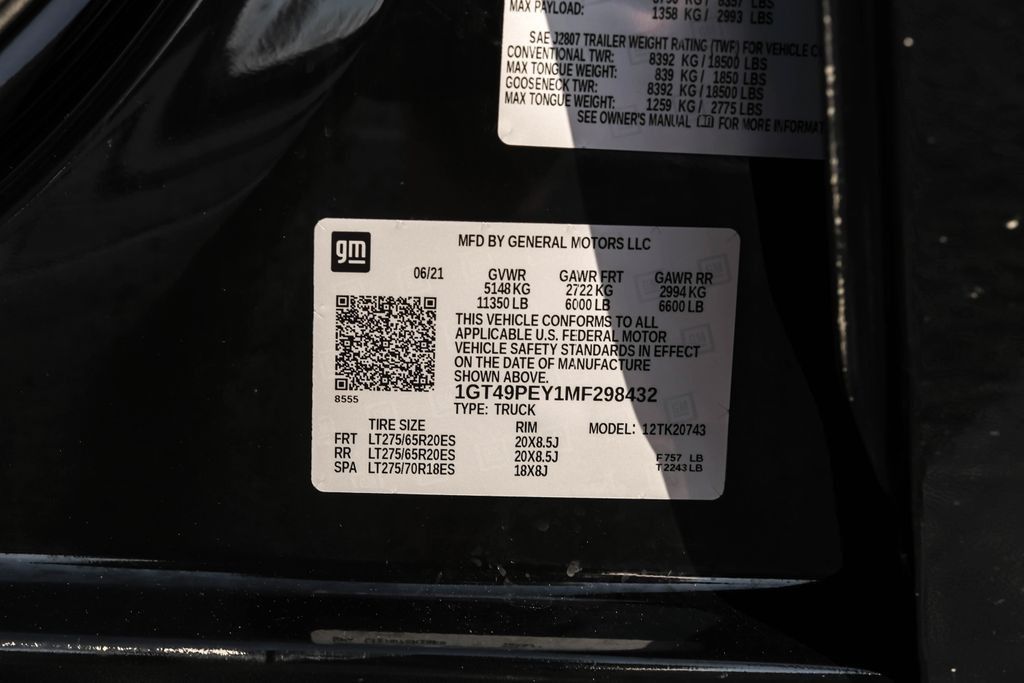 MAX PAYLOAD: 1358 KG/ 2993 LBS
SAE J2807 TRAILER WEIGHT RATING (TWF) FOR VEHICLE
CONVENTIONAL TWR: 8392 KG/18500 LBS
MAX TONGUE WEIGHT: 839 KG/ 1850 LBS
GOOSENECK TWR: 8392 KG/18500 LBS
MAX TONGUE WEIGHT: 1259 KG/ 2775 LBS
SEE OWNER'S MANUAL FOR MORE INFORMAT
gm
MFD BY GENERAL MOTORS LLC
06/21 GVWR GAWR FRT GAWR RR
5148 KG 2722 KG 2994 KG
11350 LB 6000 LB 6600 LB
THIS VEHICLE CONFORMS TO ALL
APPLICABLE U.S. FEDERAL MOTOR
VEHICLE SAFETY STANDARDS IN EFFECT
ON THE DATE OF MANUFACTURE
SHOWN ABOVE.
8555
1GT49PEY1MF298432
TYPE: TRUCK
TIRE SIZE RIM MODEL: 12TK20743
FRT LT275/65R20ES 20X8.5J
RR LT275/65R20ES 20X8.5J F 757 LB
SPA LT275/70R18ES 18X8J T 2243 LB